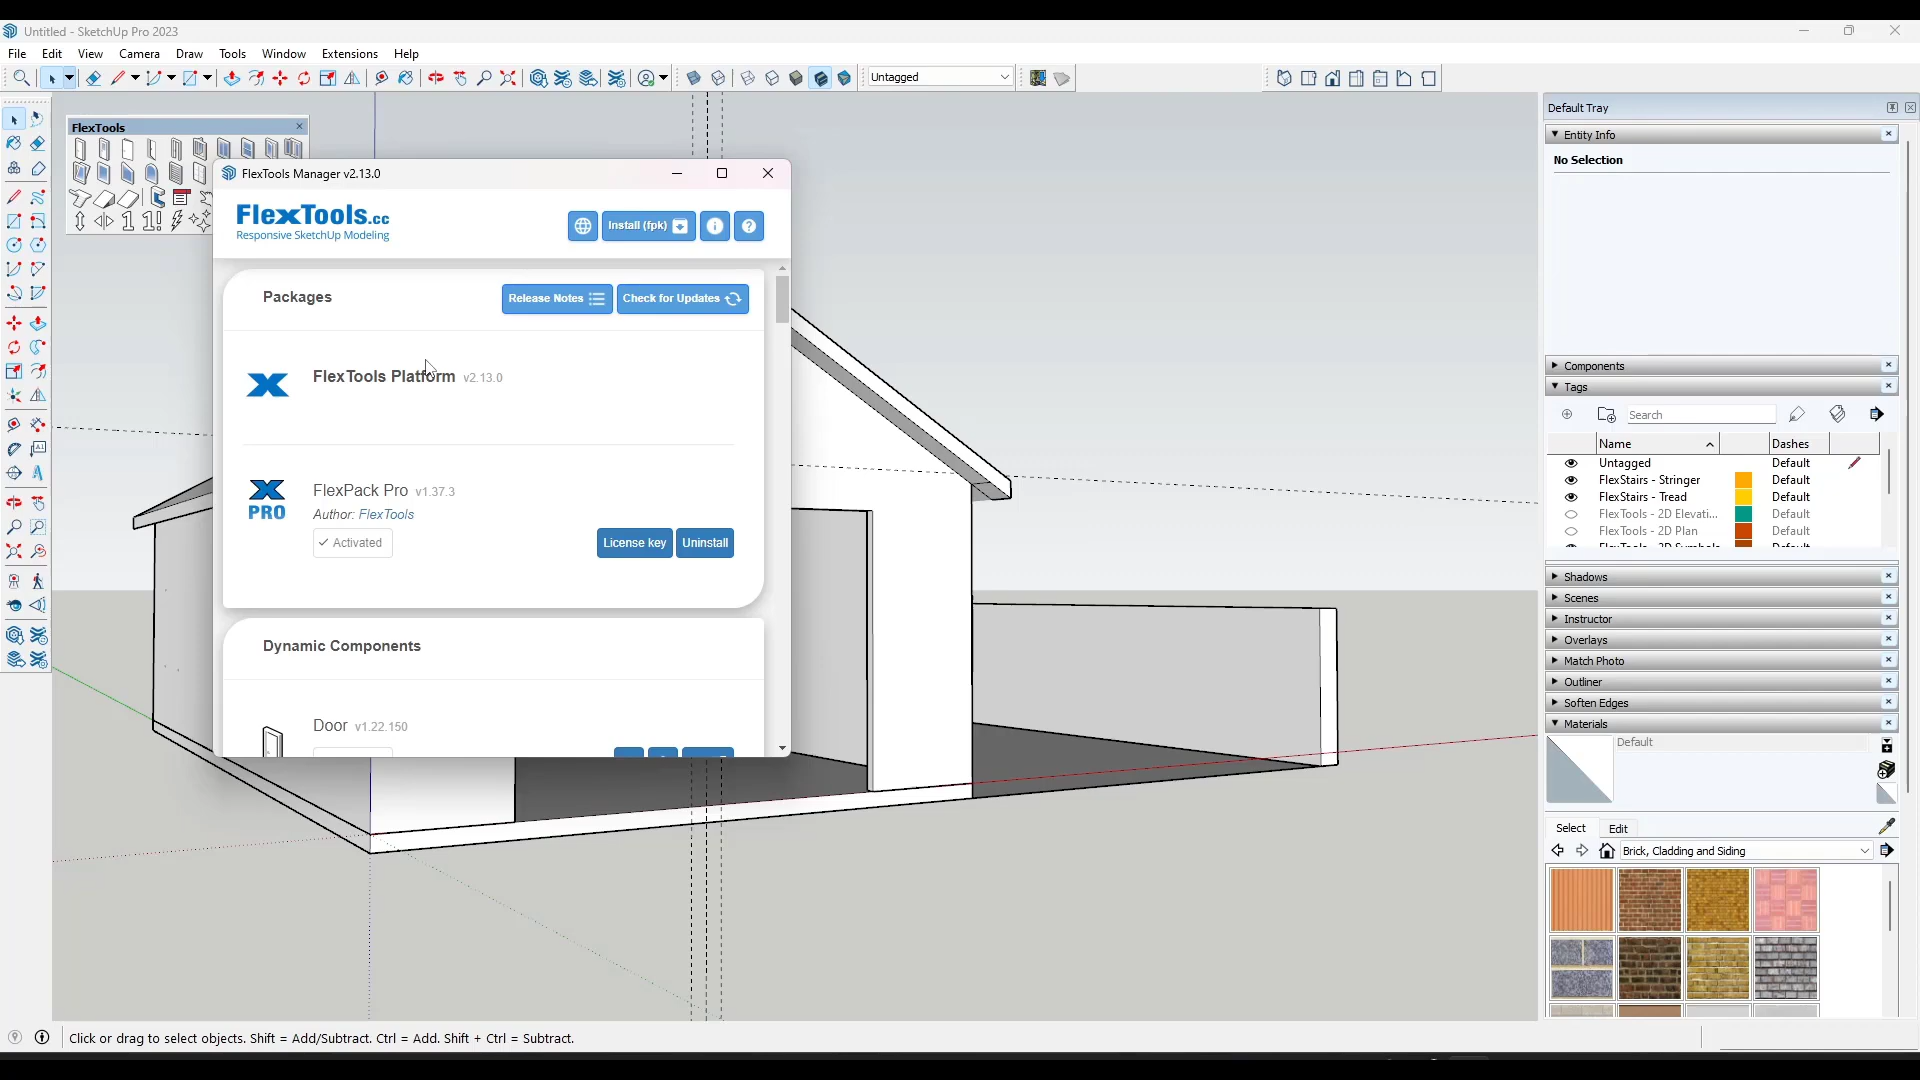 Untitled - SketchUp Pro 2023
File Edit View Camera Draw Tools Window Extensions Help
Untagged
FlexTools
FlexTools Manager v2.13.0
FlexTools.cc
Responsive SketchUp Modeling
Install (fpk)
Packages
Release Notes
Check for Updates
FlexTools Platform v2.13.0
PRO
FlexPack Pro v1.37.3
Author: FlexTools
Activated
License key
Uninstall
Dynamic Components
Door v1.22.150
Default Tray
Entity Info
No Selection
Components
Tags
Search
Name Dashes
Untagged Default
FlexStairs - Stringer Default
FlexStairs - Tread Default
FlexTools - 2D Elevati... Default
FlexTools - 2D Plan Default
FlexTools - 2D Symbols Default
Shadows
Scenes
Instructor
Overlays
Match Photo
Outliner
Soften Edges
Materials
Default
Select Edit
Brick, Cladding and Siding
Click or drag to select objects. Shift = Add/Subtract. Ctrl = Add. Shift + Ctrl = Subtract.